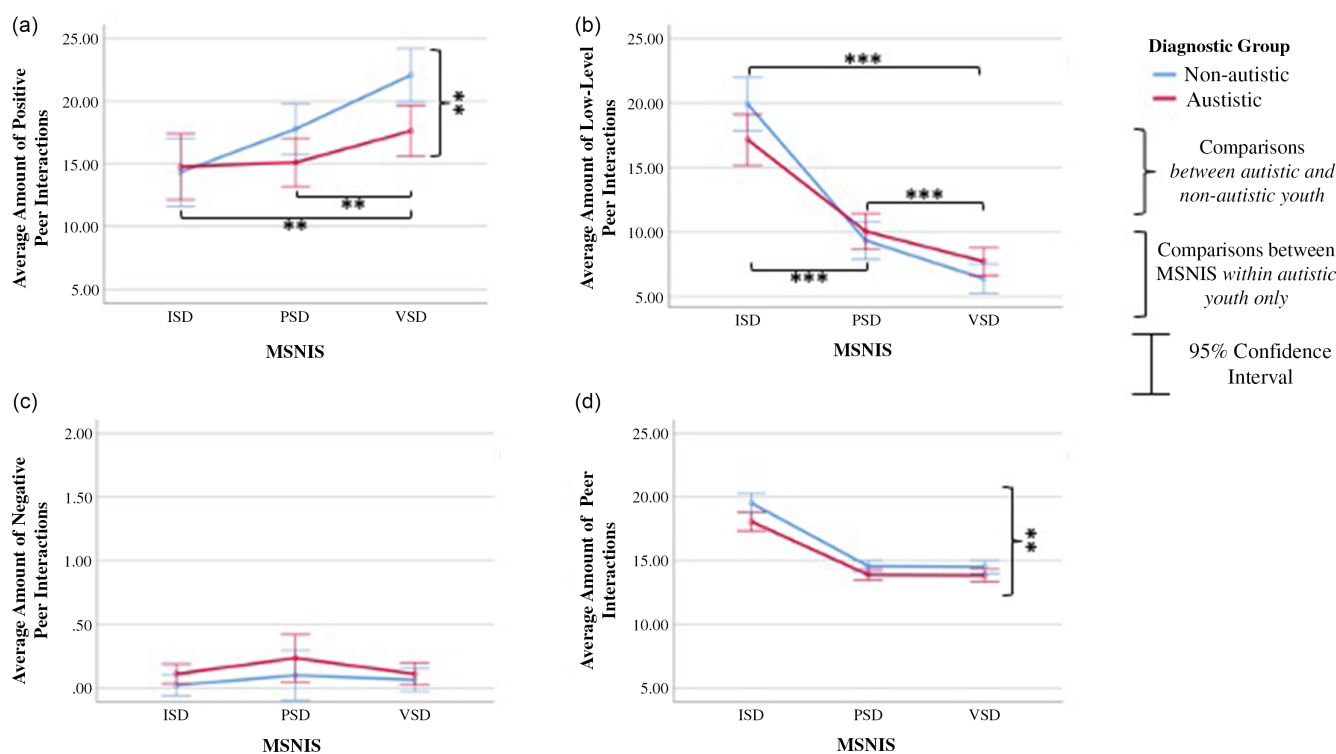 (a)
25.00
20.00
15.00
10.00
5.00
Average Amount of Positive
Peer Interactions
**
**
**
ISD
PSD
VSD
MSNIS
(b)
25.00
20.00
15.00
10.00
5.00
Average Amount of Low-Level
Peer Interactions
***
***
***
ISD
PSD
VSD
MSNIS
Diagnostic Group
Non-autistic
Austistic
Comparisons
between autistic and
non-autistic youth
Comparisons between
MSNIS within autistic
youth only
95% Confidence
Interval
(c)
2.00
1.50
1.00
.50
.00
Average Amount of Negative
Peer Interactions
ISD
PSD
VSD
MSNIS
(d)
25.00
20.00
15.00
10.00
5.00
Average Amount of Peer
Interactions
**
ISD
PSD
VSD
MSNIS